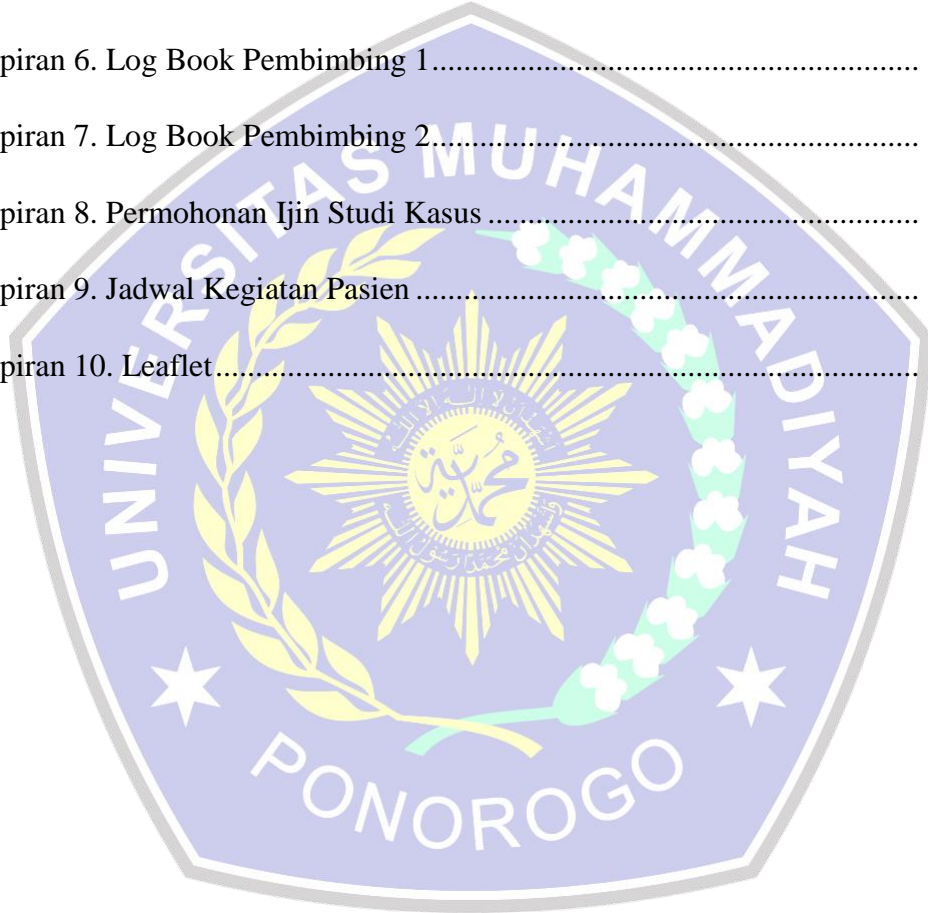 piran 6. Log Book Pembimbing 1..............................................................
piran 7. Log Book Pembimbing 2..............................................................
piran 8. Permohonan Ijin Studi Kasus .......................................................
piran 9. Jadwal Kegiatan Pasien ................................................................
piran 10. Leaflet..........................................................................................
UNIVERSITAS MUHAMMADIYAH
PONOROGO
محمدية